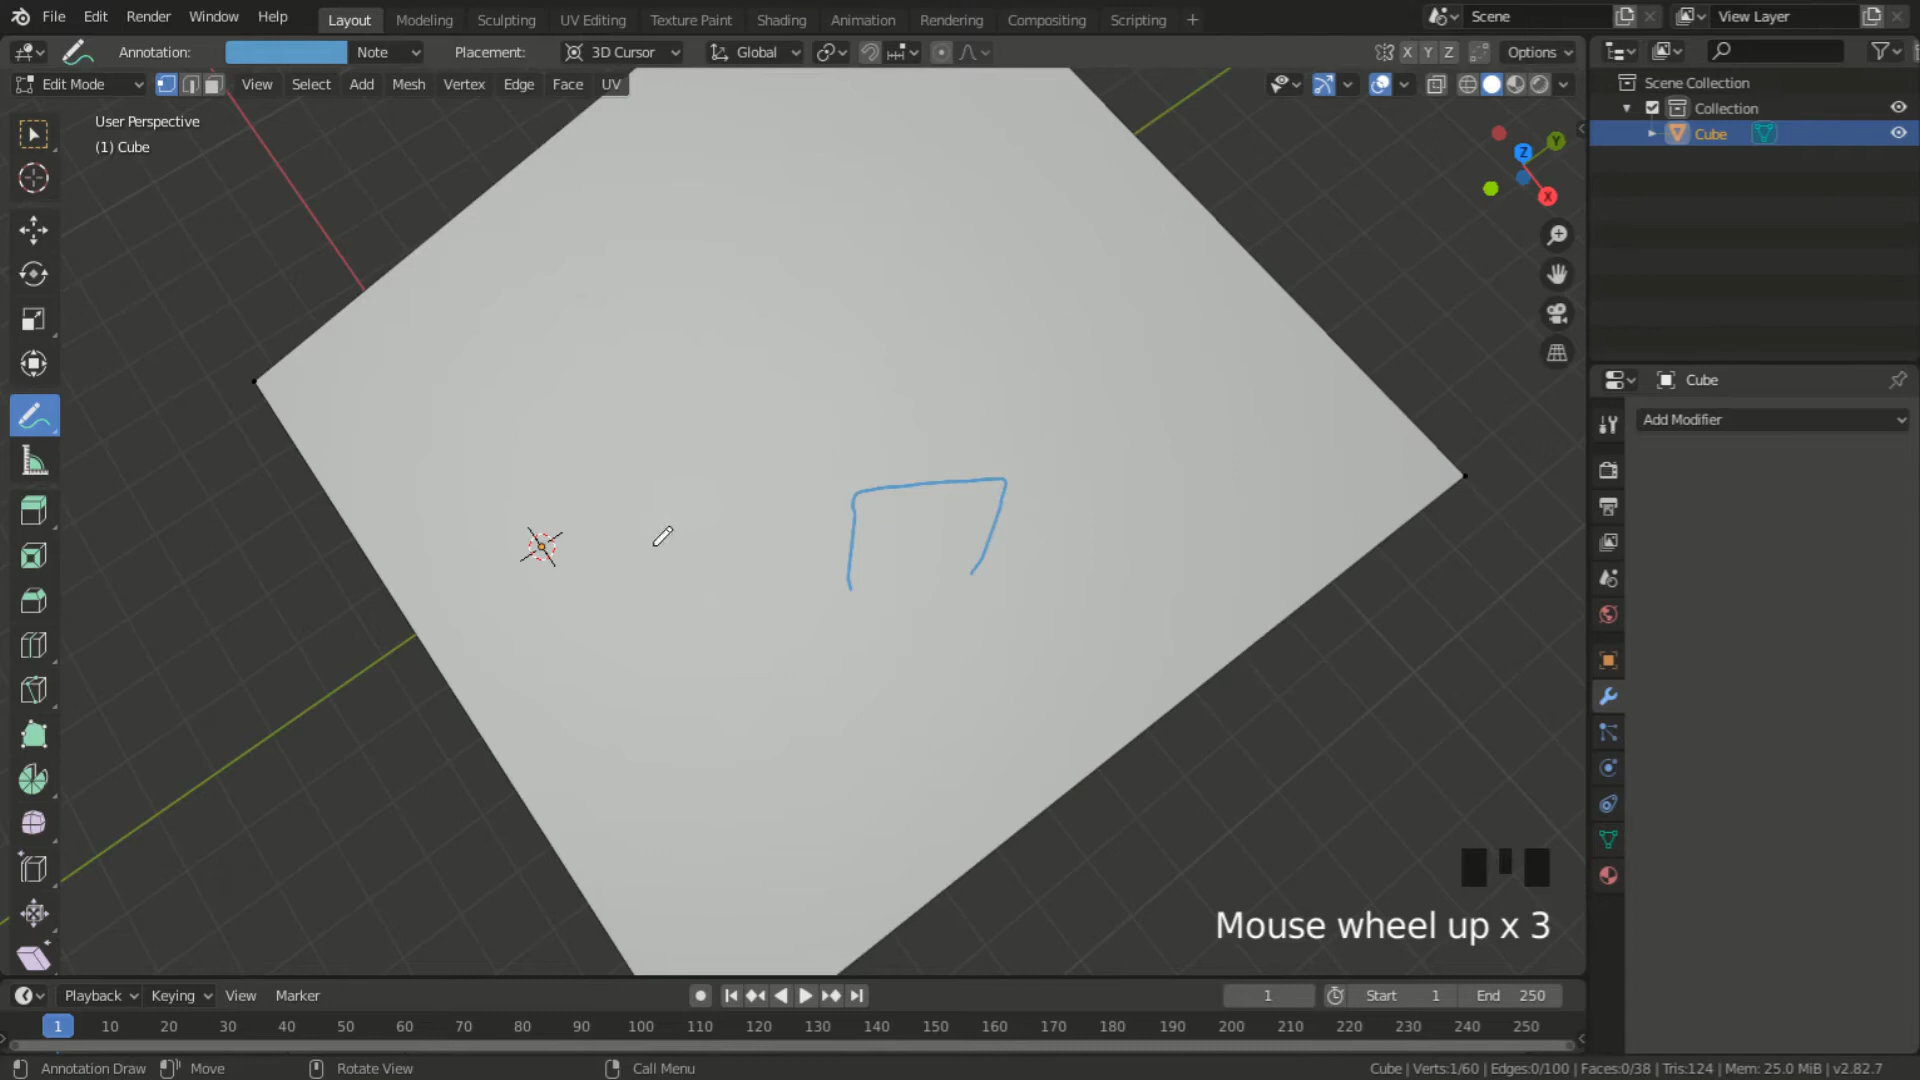 File Edit Render Window Help Layout Modeling Sculpting UV Editing Texture Paint Shading Animation Rendering Compositing Scripting + Scene View Layer
Annotation: Note Placement: 3D Cursor Global X Y Z Options
Edit Mode View Select Add Mesh Vertex Edge Face UV
Scene Collection
Collection
Cube
User Perspective
(1) Cube
Z Y X
Cube
Add Modifier
Mouse wheel up x 3
Playback Keying View Marker 1 Start 1 End 250
1 10 20 30 40 50 60 70 80 90 100 110 120 130 140 150 160 170 180 190 200 210 220 230 240 250
Annotation Draw Move Rotate View Call Menu Cube | Verts:1/60 | Edges:0/100 | Faces:0/38 | Tris:124 | Mem: 25.0 MiB | v2.82.7